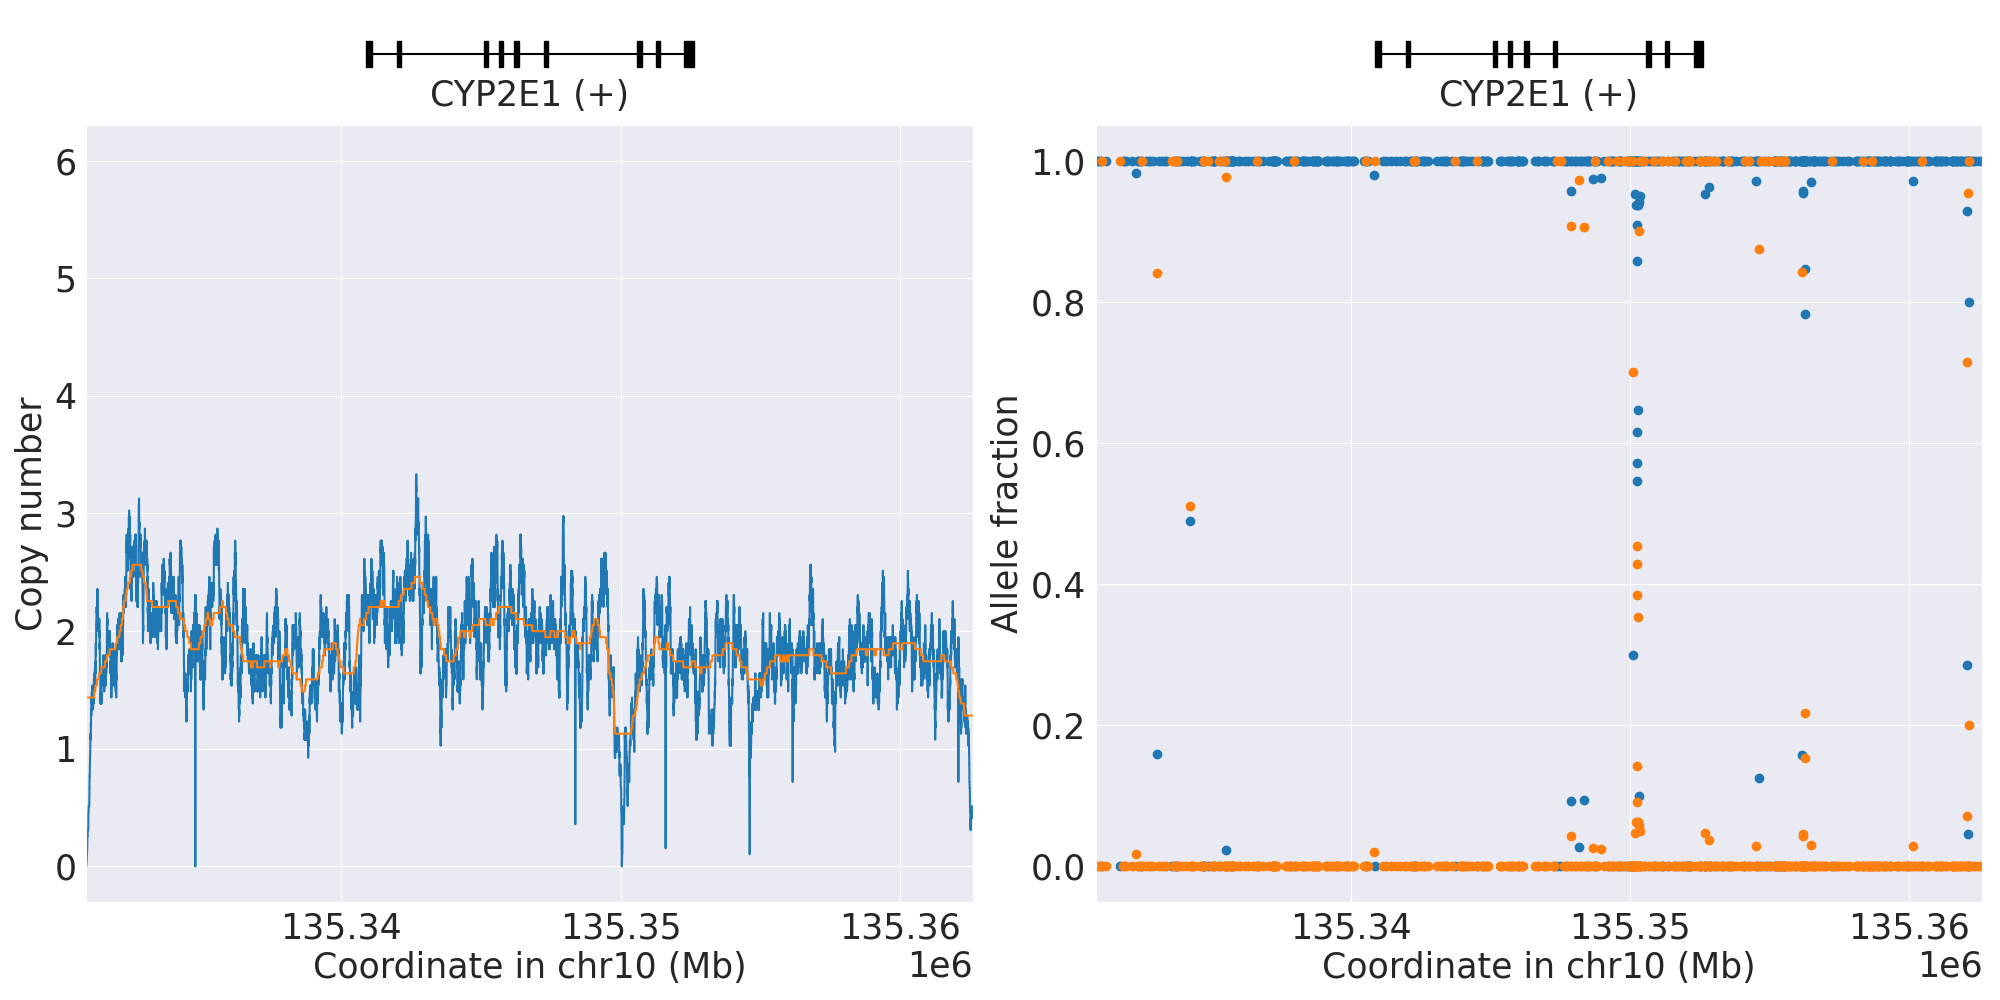 CYP2E1 (+)
CYP2E1 (+)
6
5
4
3
2
1
0
Copy number
135.34
135.35
135.36
Coordinate in chr10 (Mb)
1e6
1.0
0.8
0.6
0.4
0.2
0.0
Allele fraction
135.34
135.35
135.36
Coordinate in chr10 (Mb)
1e6